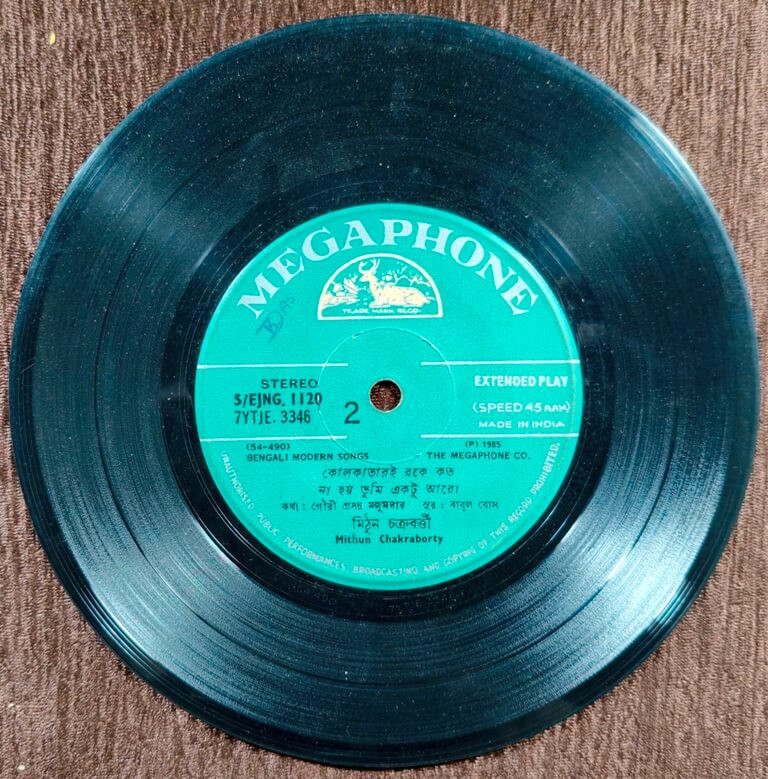 MEGAPHONE
TRADE MARK REGD.
B DAS
STEREO
S/EJNG. 1120
7YTJE. 3346
2
EXTENDED PLAY
(SPEED 45 R.P.M.)
MADE IN INDIA
(54-490)
BENGALI MODERN SONGS
(P) 1985
THE MEGAPHONE CO.
কোলকাতারই রকে কত
না হয় তুমি একটু আরো
কথা : গৌরী প্রসন্ন মজুমদার সুর : বাবুল বোস
মিঠুন চক্রবর্ত্তী
Mithun Chakraborty
UNAUTHORISED PUBLIC PERFORMANCES, BROADCASTING AND COPYING OF THIS RECORD PROHIBITED.